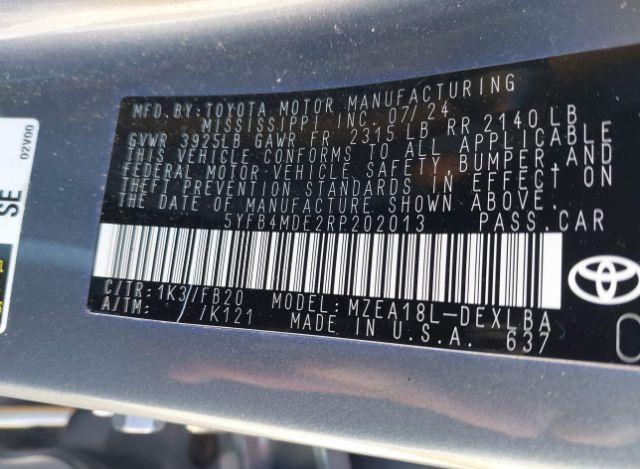 MFD. BY: TOYOTA MOTOR MANUFACTURING
MISSISSIPPI INC. 07/24
GVWR 3925LB GAWR FR 2315 LB RR 2140 LB
THIS VEHICLE CONFORMS TO ALL APPLICABLE
FEDERAL MOTOR-VEHICLE SAFETY, BUMPER, AND
THEFT PREVENTION STANDARDS IN EFFECT ON
THE DATE OF MANUFACTURE SHOWN ABOVE.
5YFB4MDE2RP202013 PASS.CAR
C/TR: 1K3/FB20 MODEL: MZEA18L-DEXLBA
A/TM: /K121 MADE IN U.S.A. 637
SE
02V00